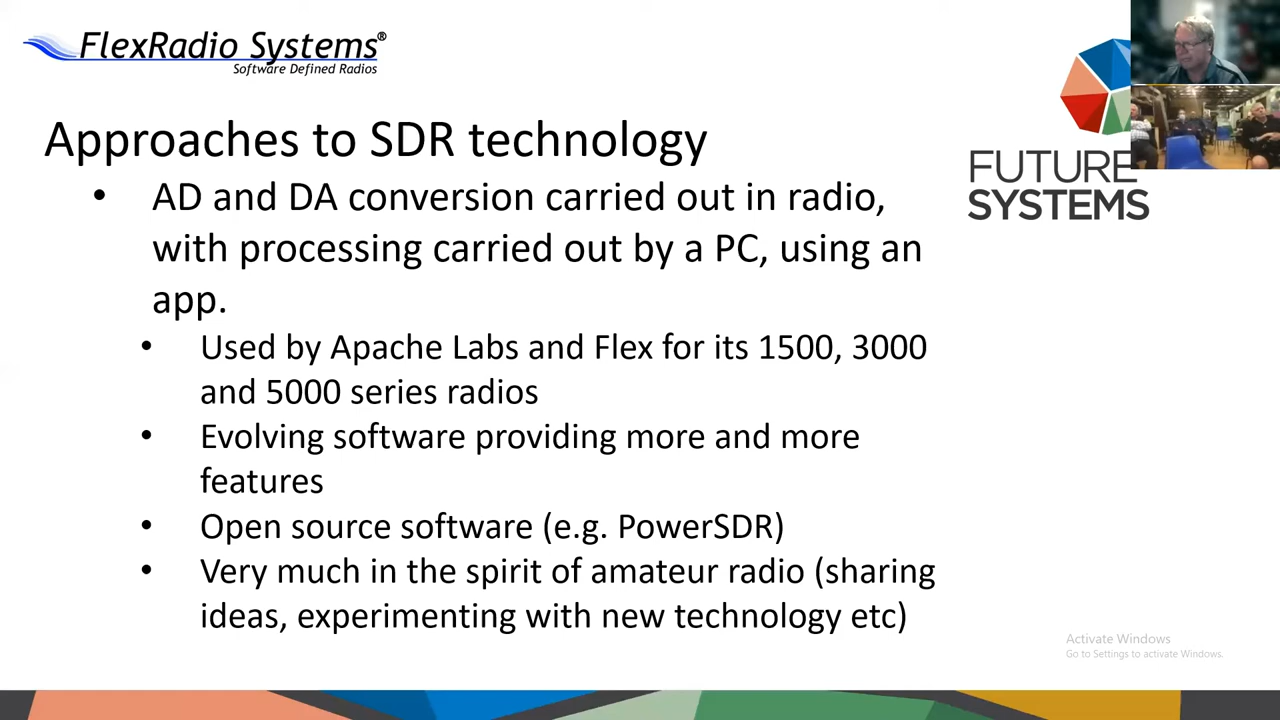 FlexRadio Systems®
Software Defined Radios
FUTURE
SYSTEMS
Approaches to SDR technology
• AD and DA conversion carried out in radio,
with processing carried out by a PC, using an
app.
• Used by Apache Labs and Flex for its 1500, 3000
and 5000 series radios
• Evolving software providing more and more
features
• Open source software (e.g. PowerSDR)
• Very much in the spirit of amateur radio (sharing
ideas, experimenting with new technology etc)
Activate Windows
Go to Settings to activate Windows.